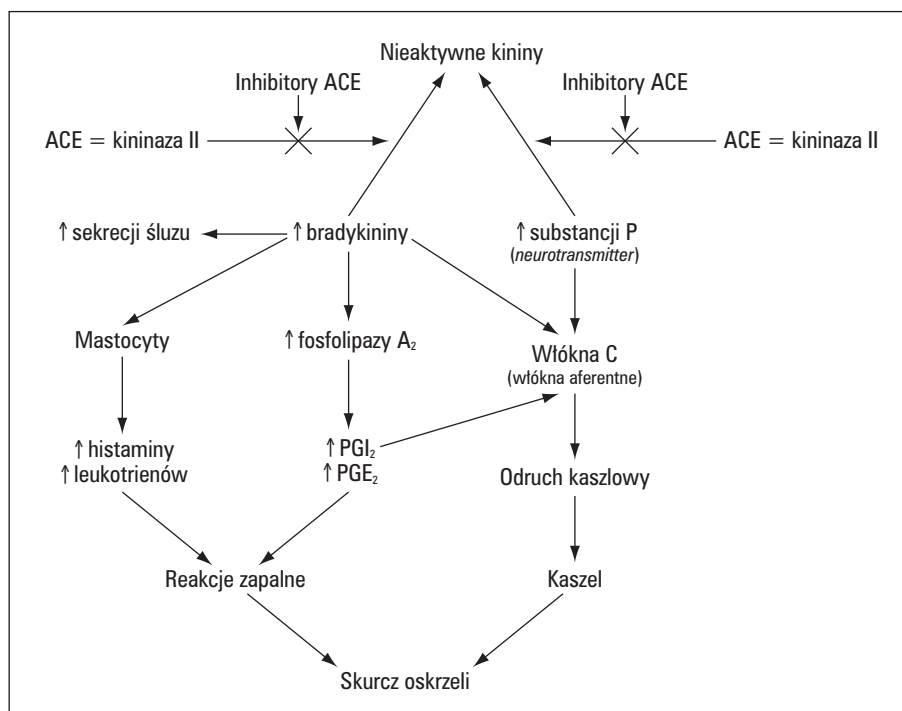 Nieaktywne kininy
Inhibitory ACE
Inhibitory ACE
ACE = kininaza II
ACE = kininaza II
↑ sekrecji śluzu
↑ bradykininy
↑ substancji P
(neurotransmitter)
Mastocyty
↑ fosfolipazy A₂
Włókna C
(włókna aferentne)
↑ histaminy
↑ leukotrienów
↑ PGI₂
↑ PGE₂
Odruch kaszlowy
Reakcje zapalne
Kaszel
Skurcz oskrzeli